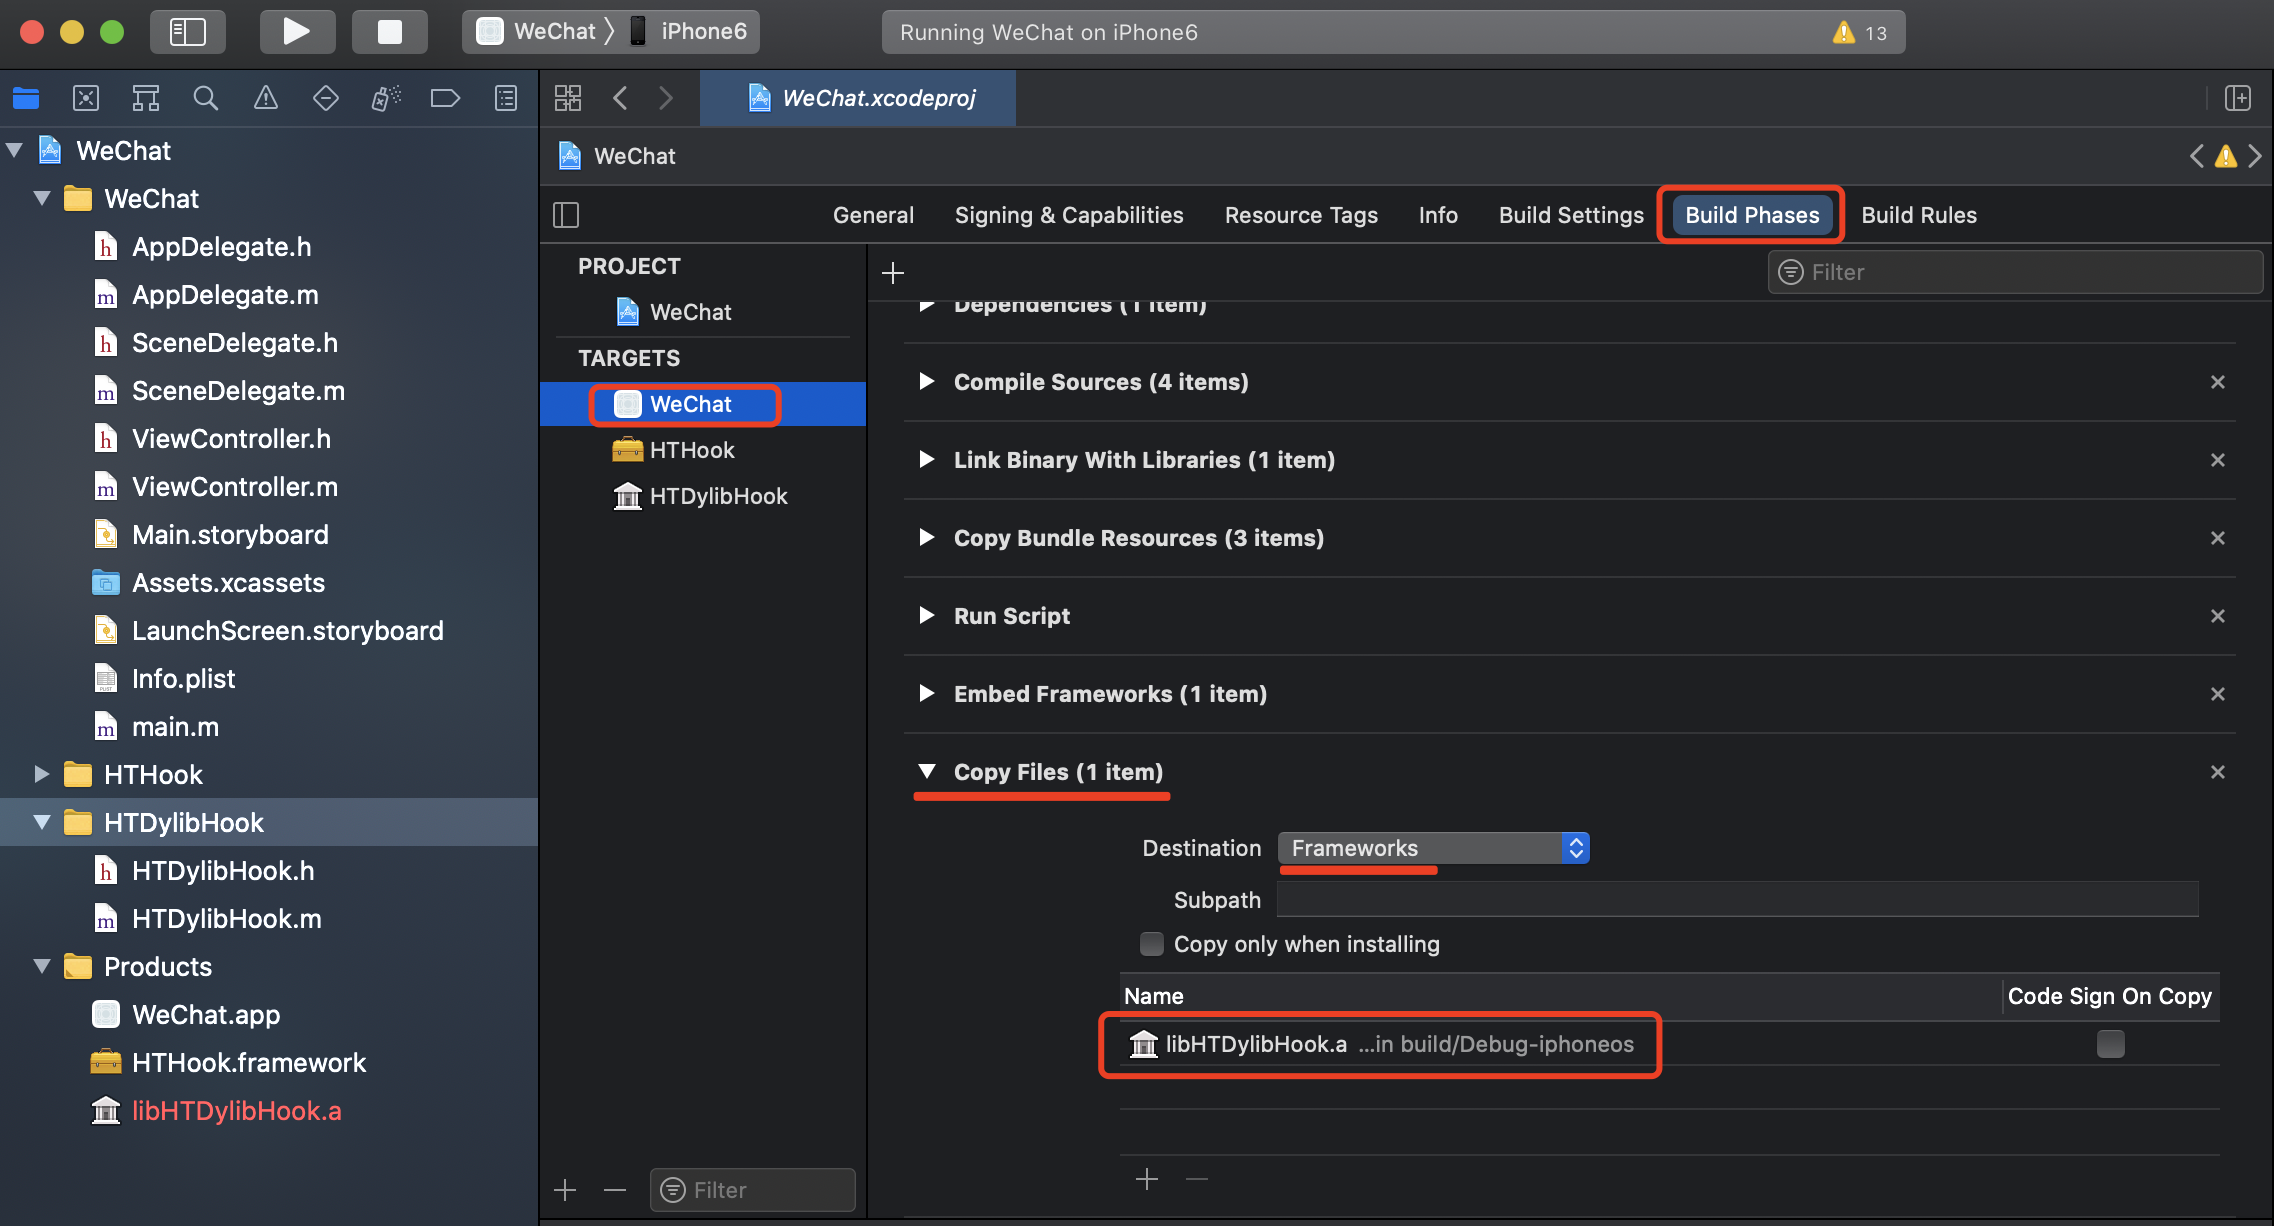 WeChat 〉 iPhone6
Running WeChat on iPhone6
13
WeChat.xcodeproj
WeChat
General Signing & Capabilities Resource Tags Info Build Settings Build Phases Build Rules
WeChat
WeChat
AppDelegate.h
AppDelegate.m
SceneDelegate.h
SceneDelegate.m
ViewController.h
ViewController.m
Main.storyboard
Assets.xcassets
LaunchScreen.storyboard
Info.plist
main.m
HTHook
HTDylibHook
HTDylibHook.h
HTDylibHook.m
Products
WeChat.app
HTHook.framework
libHTDylibHook.a
PROJECT
WeChat
TARGETS
WeChat
HTHook
HTDylibHook
Filter
Filter
Dependencies (1 item)
Compile Sources (4 items)
Link Binary With Libraries (1 item)
Copy Bundle Resources (3 items)
Run Script
Embed Frameworks (1 item)
Copy Files (1 item)
Destination Frameworks
Subpath
Copy only when installing
Name Code Sign On Copy
libHTDylibHook.a ...in build/Debug-iphoneos